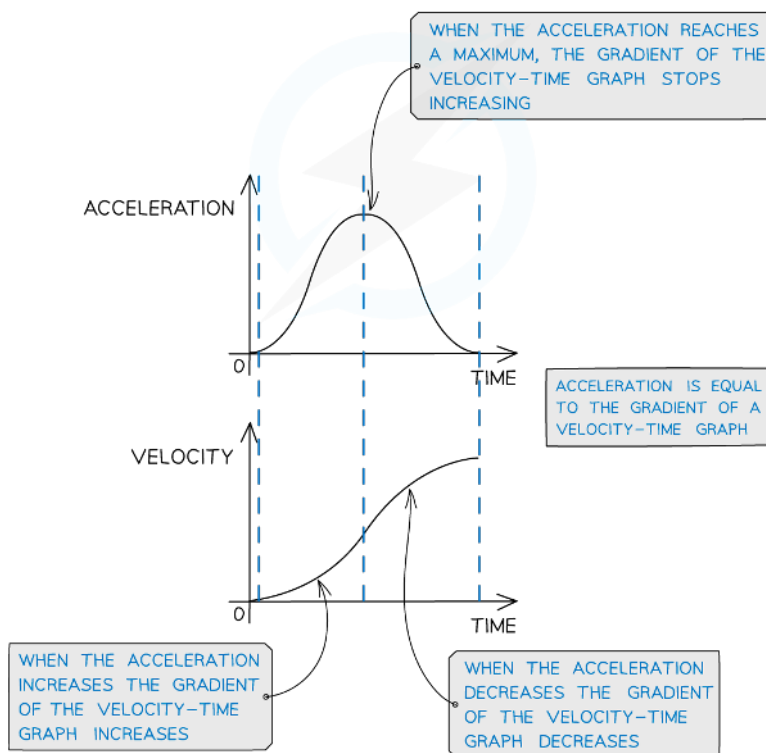 WHEN THE ACCELERATION REACHES
A MAXIMUM, THE GRADIENT OF THE
VELOCITY-TIME GRAPH STOPS
INCREASING
ACCELERATION
0
TIME
ACCELERATION IS EQUAL
TO THE GRADIENT OF A
VELOCITY-TIME GRAPH
VELOCITY
0
TIME
WHEN THE ACCELERATION
INCREASES THE GRADIENT
OF THE VELOCITY-TIME
GRAPH INCREASES
WHEN THE ACCELERATION
DECREASES THE GRADIENT
OF THE VELOCITY-TIME
GRAPH DECREASES